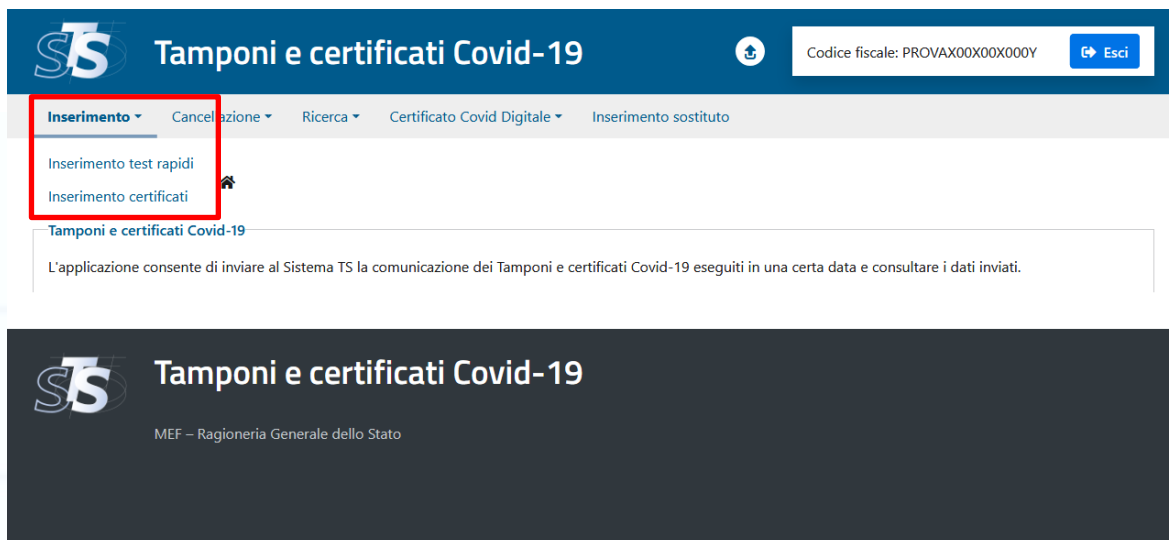 STS
Tamponi e certificati Covid-19
Codice fiscale: PROVAX00X00X000Y
Esci
Inserimento
Cancellazione
Ricerca
Certificato Covid Digitale
Inserimento sostituto
Inserimento test rapidi
Inserimento certificati
Tamponi e certificati Covid-19
L'applicazione consente di inviare al Sistema TS la comunicazione dei Tamponi e certificati Covid-19 eseguiti in una certa data e consultare i dati inviati.
STS
Tamponi e certificati Covid-19
MEF – Ragioneria Generale dello Stato